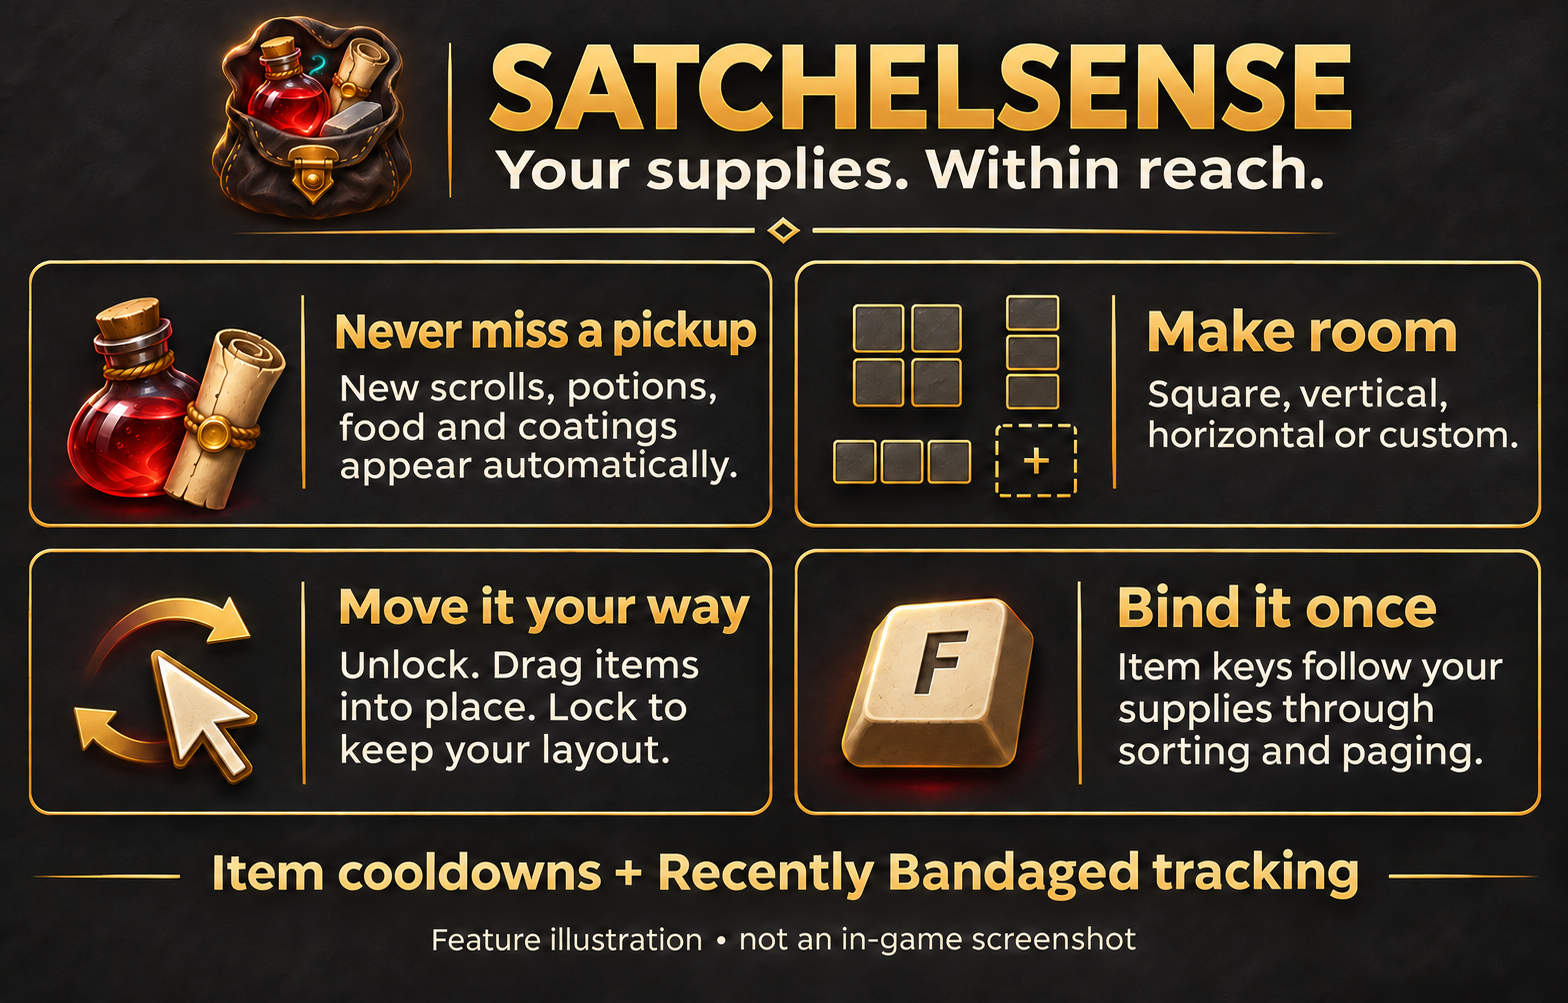 SATCHELSENSE
Your supplies. Within reach.
Never miss a pickup
New scrolls, potions,
food and coatings
appear automatically.
Make room
Square, vertical,
horizontal or custom.
+
Move it your way
Unlock. Drag items
into place. Lock to
keep your layout.
F
Bind it once
Item keys follow your
supplies through
sorting and paging.
Item cooldowns + Recently Bandaged tracking
Feature illustration • not an in-game screenshot